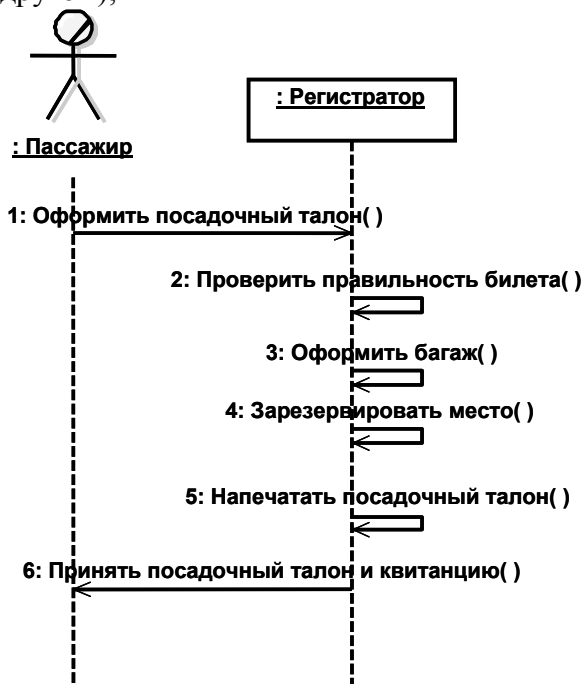 : Регистратор
: Пассажир
1: Оформить посадочный талон( )
2: Проверить правильность билета( )
3: Оформить багаж( )
4: Зарезервировать место( )
5: Напечатать посадочный талон( )
6: Принять посадочный талон и квитанцию( )